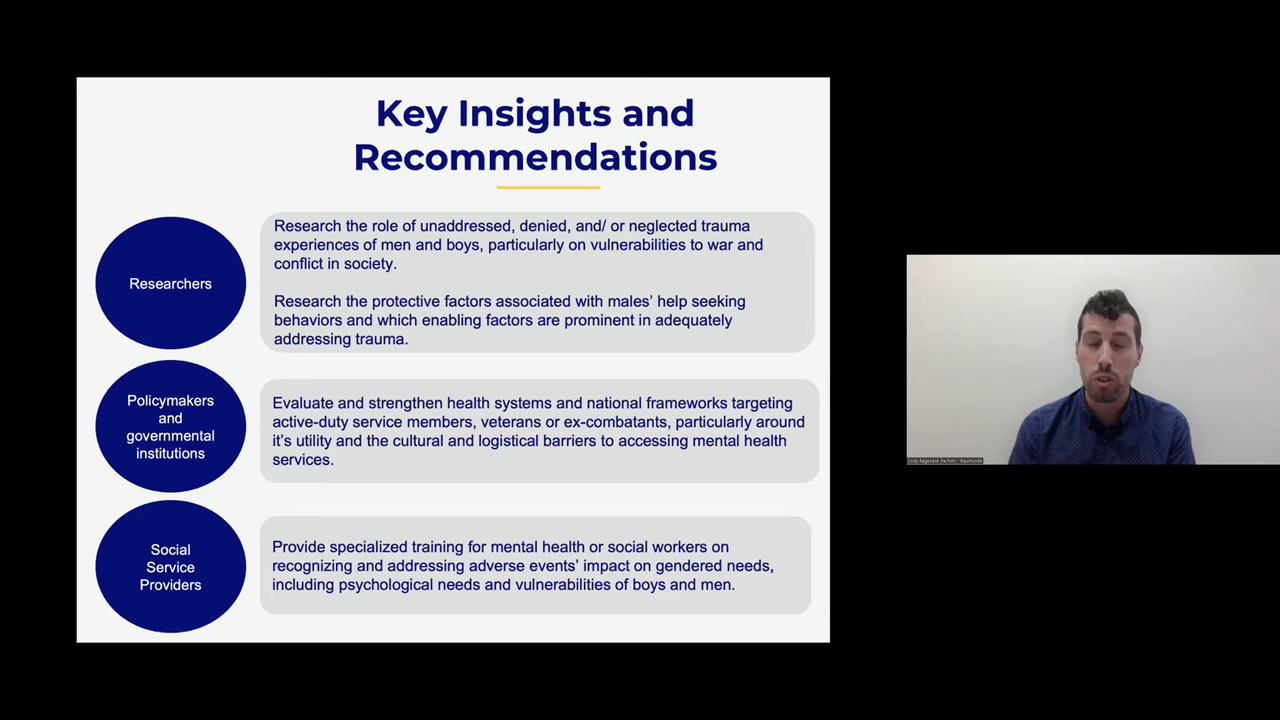 Key Insights and
Recommendations
Researchers
Research the role of unaddressed, denied, and/ or neglected trauma
experiences of men and boys, particularly on vulnerabilities to war and
conflict in society.
Research the protective factors associated with males’ help seeking
behaviors and which enabling factors are prominent in adequately
addressing trauma.
Policymakers
and
governmental
institutions
Evaluate and strengthen health systems and national frameworks targeting
active-duty service members, veterans or ex-combatants, particularly around
it’s utility and the cultural and logistical barriers to accessing mental health
services.
Social
Service
Providers
Provide specialized training for mental health or social workers on
recognizing and addressing adverse events’ impact on gendered needs,
including psychological needs and vulnerabilities of boys and men.
Cody Ragonese (he/him) - Equimundo